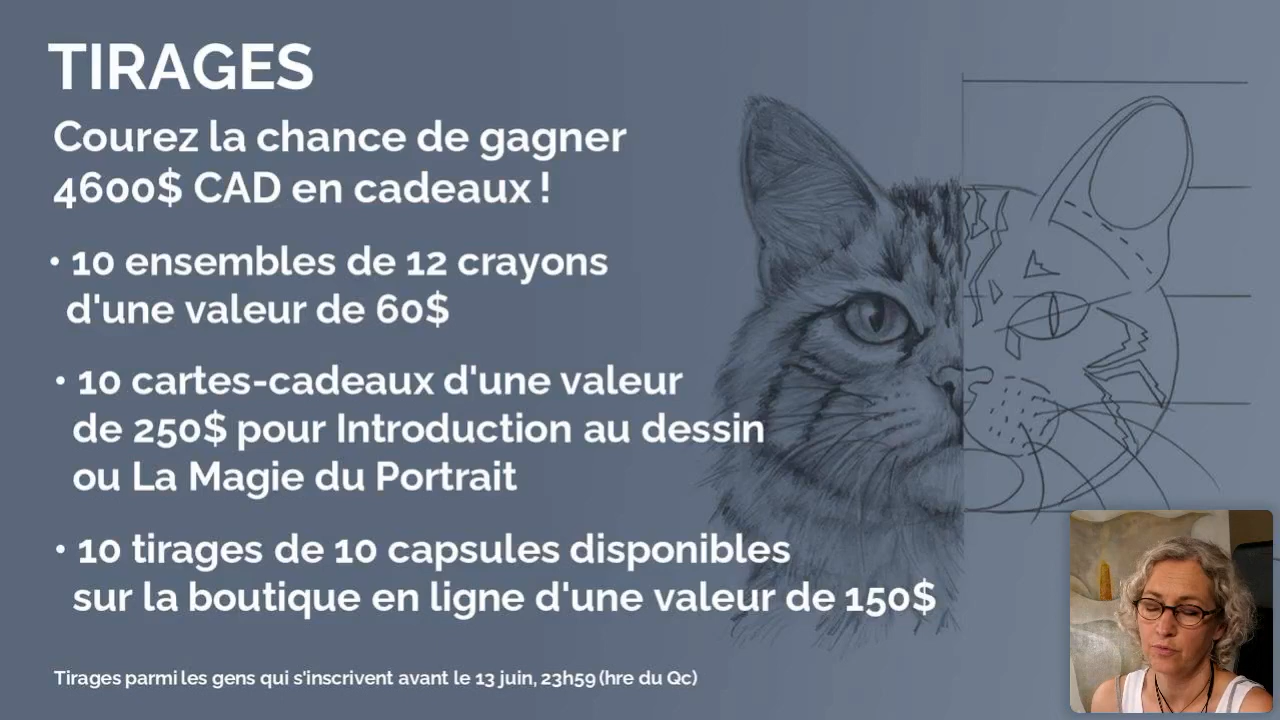 TIRAGES
Courez la chance de gagner
4600$ CAD en cadeaux !
• 10 ensembles de 12 crayons
d'une valeur de 60$
• 10 cartes-cadeaux d'une valeur
de 250$ pour Introduction au dessin
ou La Magie du Portrait
• 10 tirages de 10 capsules disponibles
sur la boutique en ligne d'une valeur de 150$
Tirages parmi les gens qui s'inscrivent avant le 13 juin, 23h59 (hre du Qc)